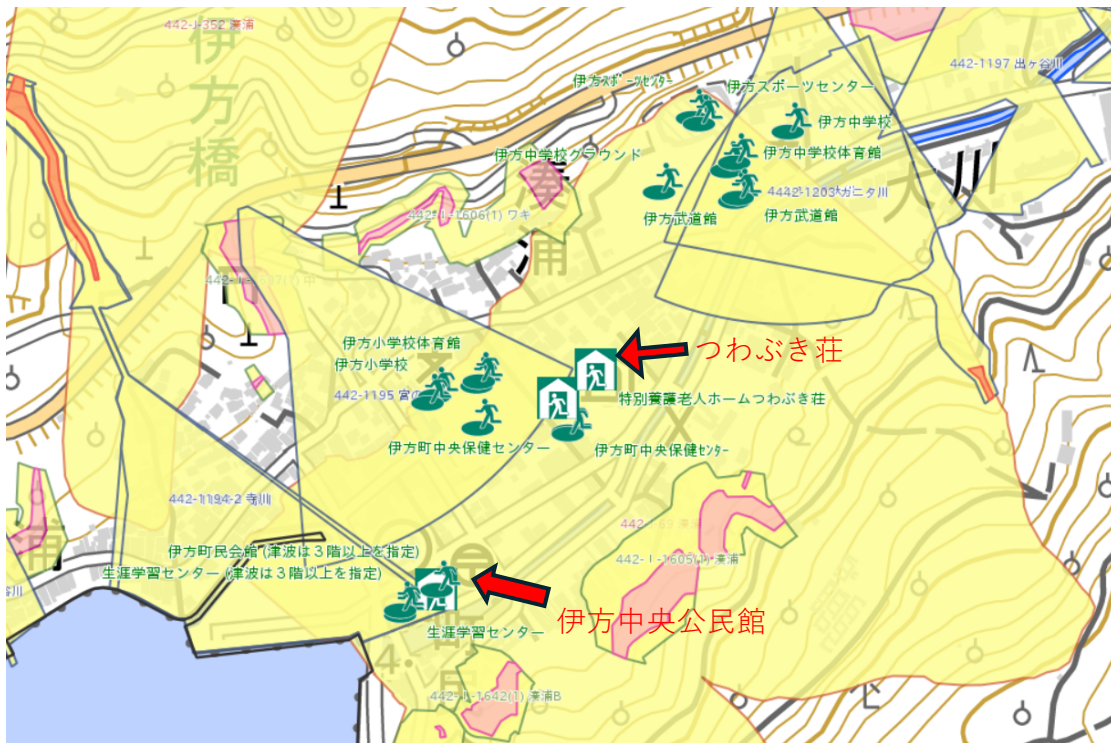 442-J-352 湊浦
伊方橋
442-1197 出ヶ谷川
伊方スポーツセンター
伊方スポーツセンター
伊方中学校
伊方中学校グラウンド
伊方中学校体育館
湊浦
大
442-I-1606(1) ワキ
伊方武道館
伊方武道館
伊方小学校体育館
伊方小学校
つわぶき荘
特別養護老人ホームつわぶき荘
伊方町中央保健センター
伊方町中央保健センター
442-1194-2 寺川
浦
442-I-1605(1) 湊浦
伊方町民会館 (津波は３階以上を指定)
生涯学習センター (津波は３階以上を指定)
伊方中央公民館
生涯学習センター
町
442-I-1642(1) 湊浦B